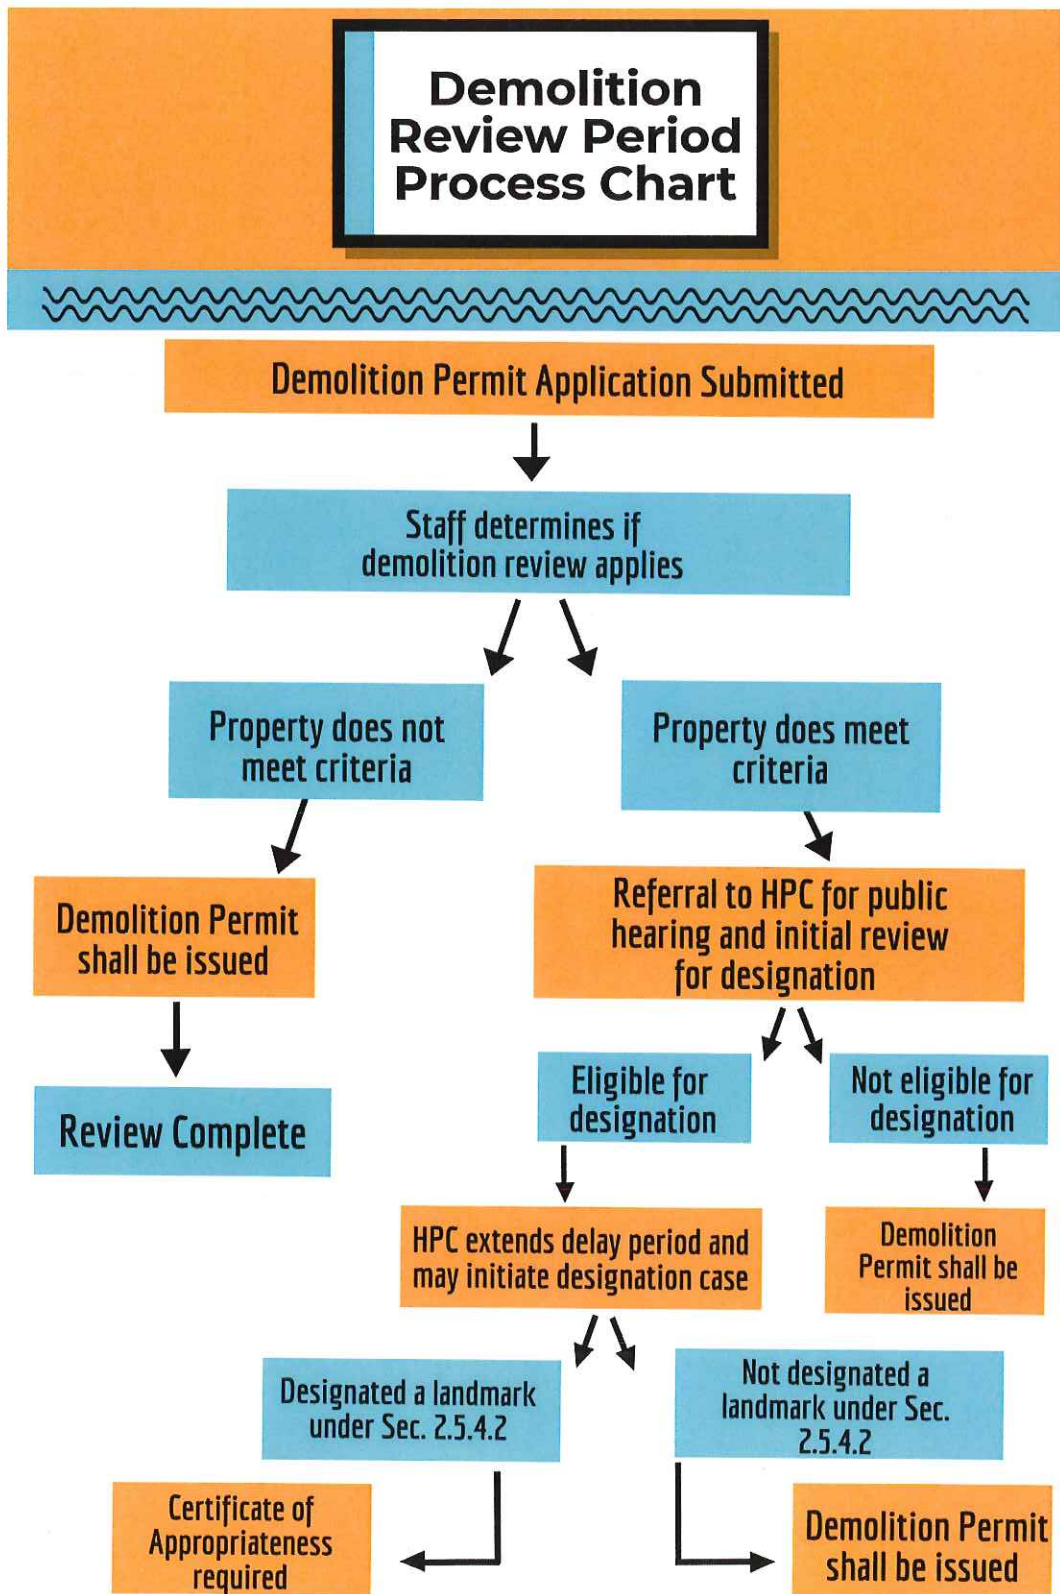 Demolition
Review Period
Process Chart
Demolition Permit Application Submitted
Staff determines if
demolition review applies
Property does not
meet criteria
Property does meet
criteria
Demolition Permit
shall be issued
Referral to HPC for public
hearing and initial review
for designation
Review Complete
Eligible for
designation
Not eligible for
designation
HPC extends delay period and
may initiate designation case
Demolition
Permit shall be
issued
Designated a landmark
under Sec. 2.5.4.2
Not designated a
landmark under Sec.
2.5.4.2
Certificate of
Appropriateness
required
Demolition Permit
shall be issued